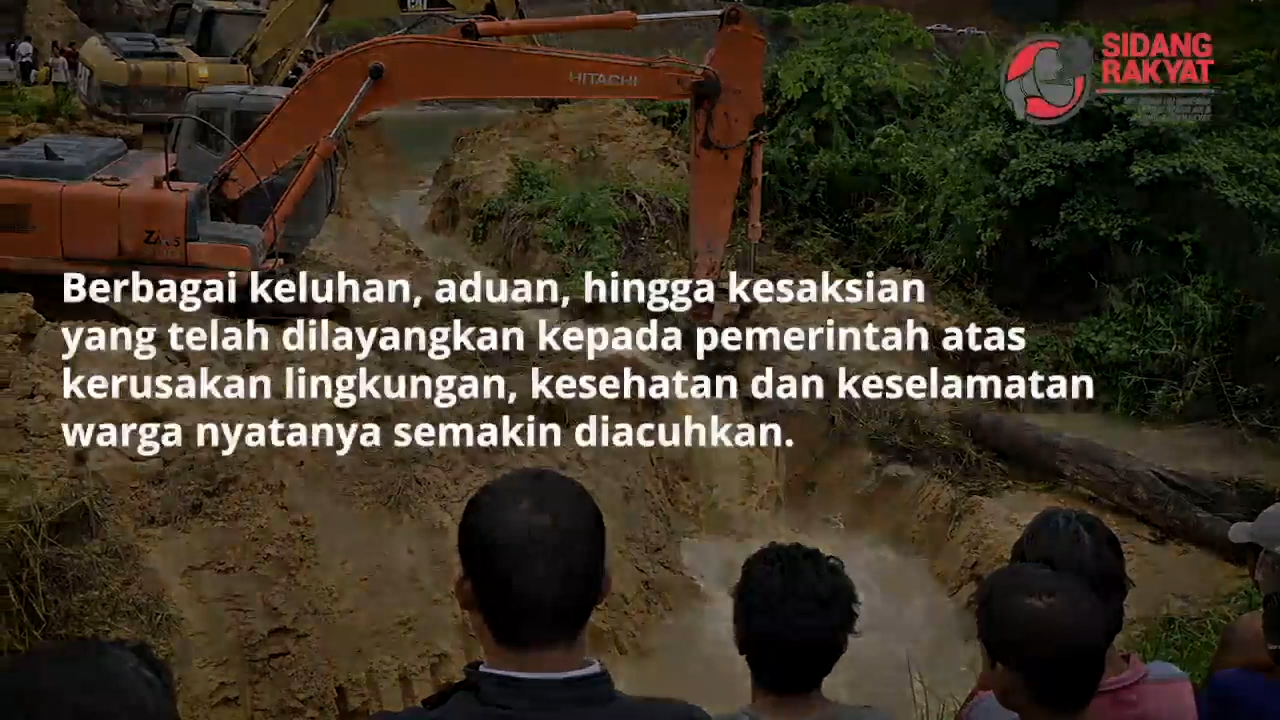 SIDANG
RAKYAT
HITACHI
Berbagai keluhan, aduan, hingga kesaksian
yang telah dilayangkan kepada pemerintah atas
kerusakan lingkungan, kesehatan dan keselamatan
warga nyatanya semakin diacuhkan.